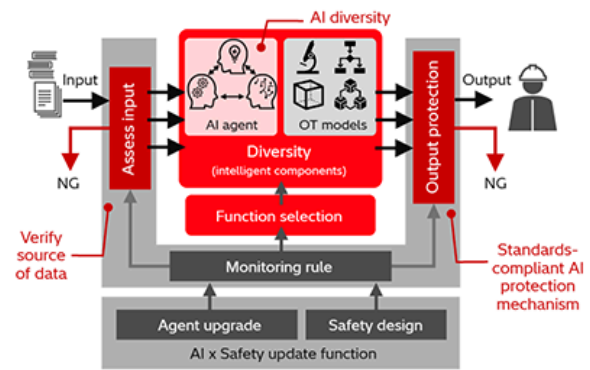 AI diversity
Input
Output
Assess input
AI agent
OT models
Output protection
Diversity
(intelligent components)
NG
NG
Function selection
Verify
source
of data
Monitoring rule
Standards-
compliant AI
protection
mechanism
Agent upgrade
Safety design
AI x Safety update function